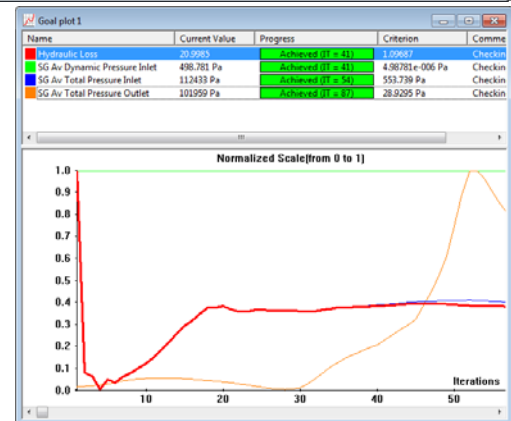 Goal plot 1
Name Current Value Progress Criterion Comme
Hydraulic Loss 20.9985 Achieved (IT = 41) 1.09687 Checkin
SG Av Dynamic Pressure Inlet 498.781 Pa Achieved (IT = 41) 4.98781e-006 Pa Checkin
SG Av Total Pressure Inlet 112433 Pa Achieved (IT = 54) 553.739 Pa Checkin
SG Av Total Pressure Outlet 101959 Pa Achieved (IT = 87) 28.9295 Pa Checkin
Normalized Scale(from 0 to 1)
1.0
0.9
0.8
0.7
0.6
0.5
0.4
0.3
0.2
0.1
0.0
Iterations
10 20 30 40 50